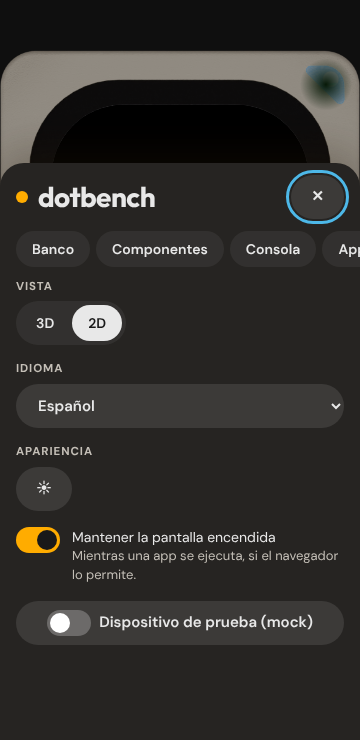 dotbench
×
Banco Componentes Consola App
VISTA
3D 2D
IDIOMA
Español
APARIENCIA
Mantener la pantalla encendida
Mientras una app se ejecuta, si el navegador
lo permite.
Dispositivo de prueba (mock)